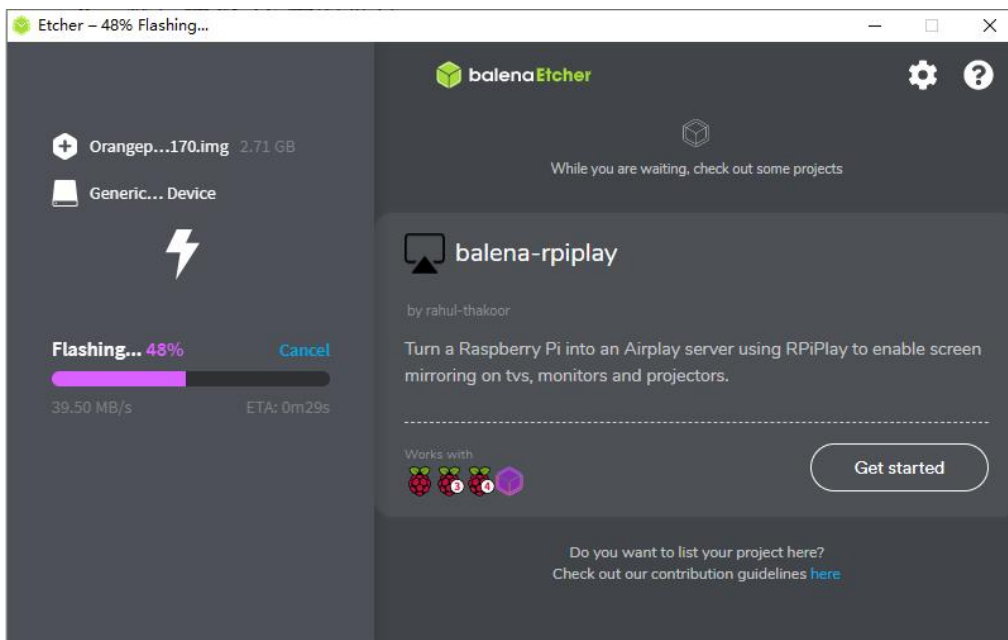 Etcher – 48% Flashing...
balenaEtcher
Orangep...170.img 2.71 GB
Generic... Device
While you are waiting, check out some projects
balena-rpiplay
by rahul-thakoor
Flashing... 48% Cancel
39.50 MB/s ETA: 0m29s
Turn a Raspberry Pi into an Airplay server using RPiPlay to enable screen
mirroring on tvs, monitors and projectors.
Works with
3 4
Get started
Do you want to list your project here?
Check out our contribution guidelines here